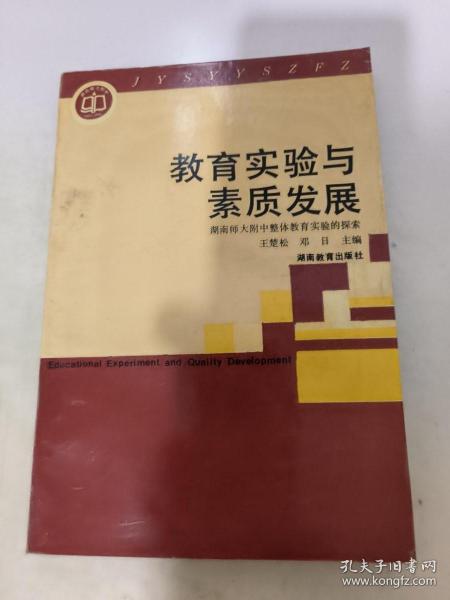 JYSYYSZFZ
教育实验与
素质发展
湖南师大附中整体教育实验的探索
王楚松 邓日 主编
湖南教育出版社
Educational Experiment and Quality Development
孔夫子旧书网
www.kongfz.com